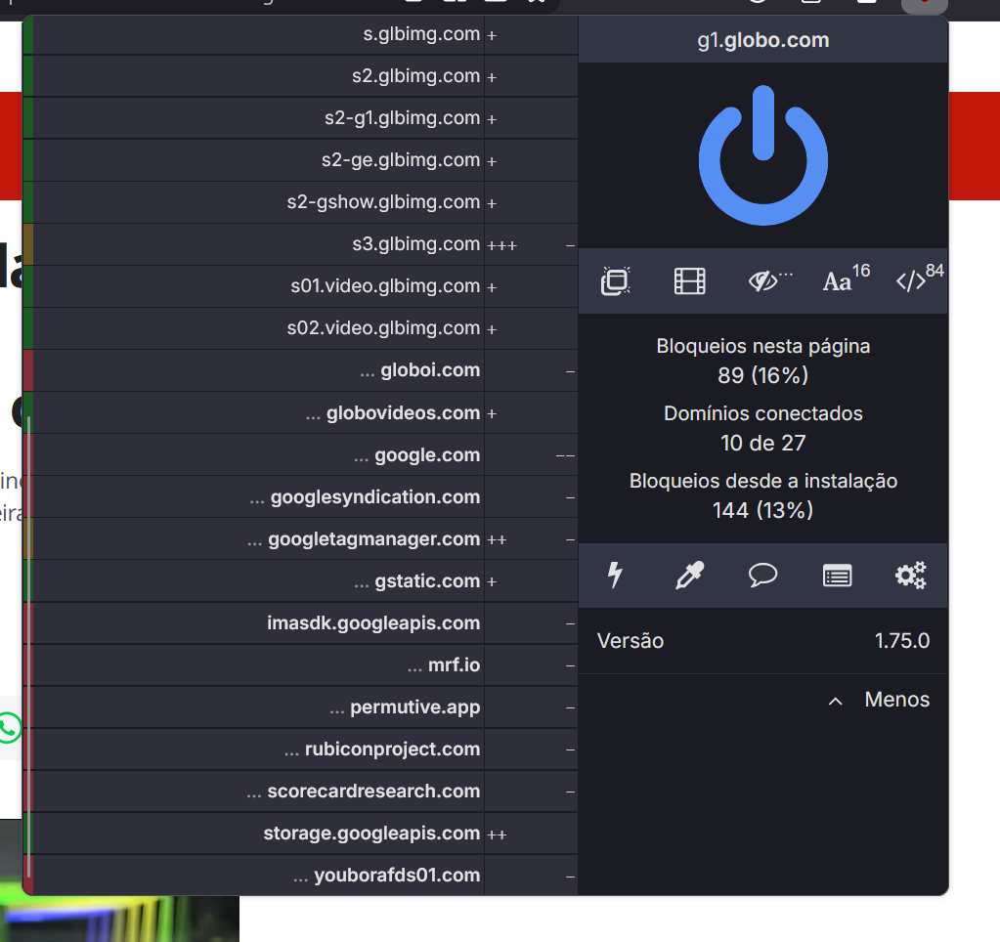 s.glbimg.com +
s2.glbimg.com +
s2-g1.glbimg.com +
s2-ge.glbimg.com +
s2-gshow.glbimg.com +
s3.glbimg.com +++ −
s01.video.glbimg.com +
s02.video.glbimg.com +
... globoi.com −
... globovideos.com +
... google.com −−
... googlesyndication.com −
... googletagmanager.com ++ −
... gstatic.com +
imasdk.googleapis.com −
... mrf.io −
... permutive.app −
... rubiconproject.com −
... scorecardresearch.com −
storage.googleapis.com ++
... youborafds01.com −
g1.globo.com
... Aa 16 </> 84
Bloqueios nesta página
89 (16%)
Domínios conectados
10 de 27
Bloqueios desde a instalação
144 (13%)
Versão 1.75.0
Menos